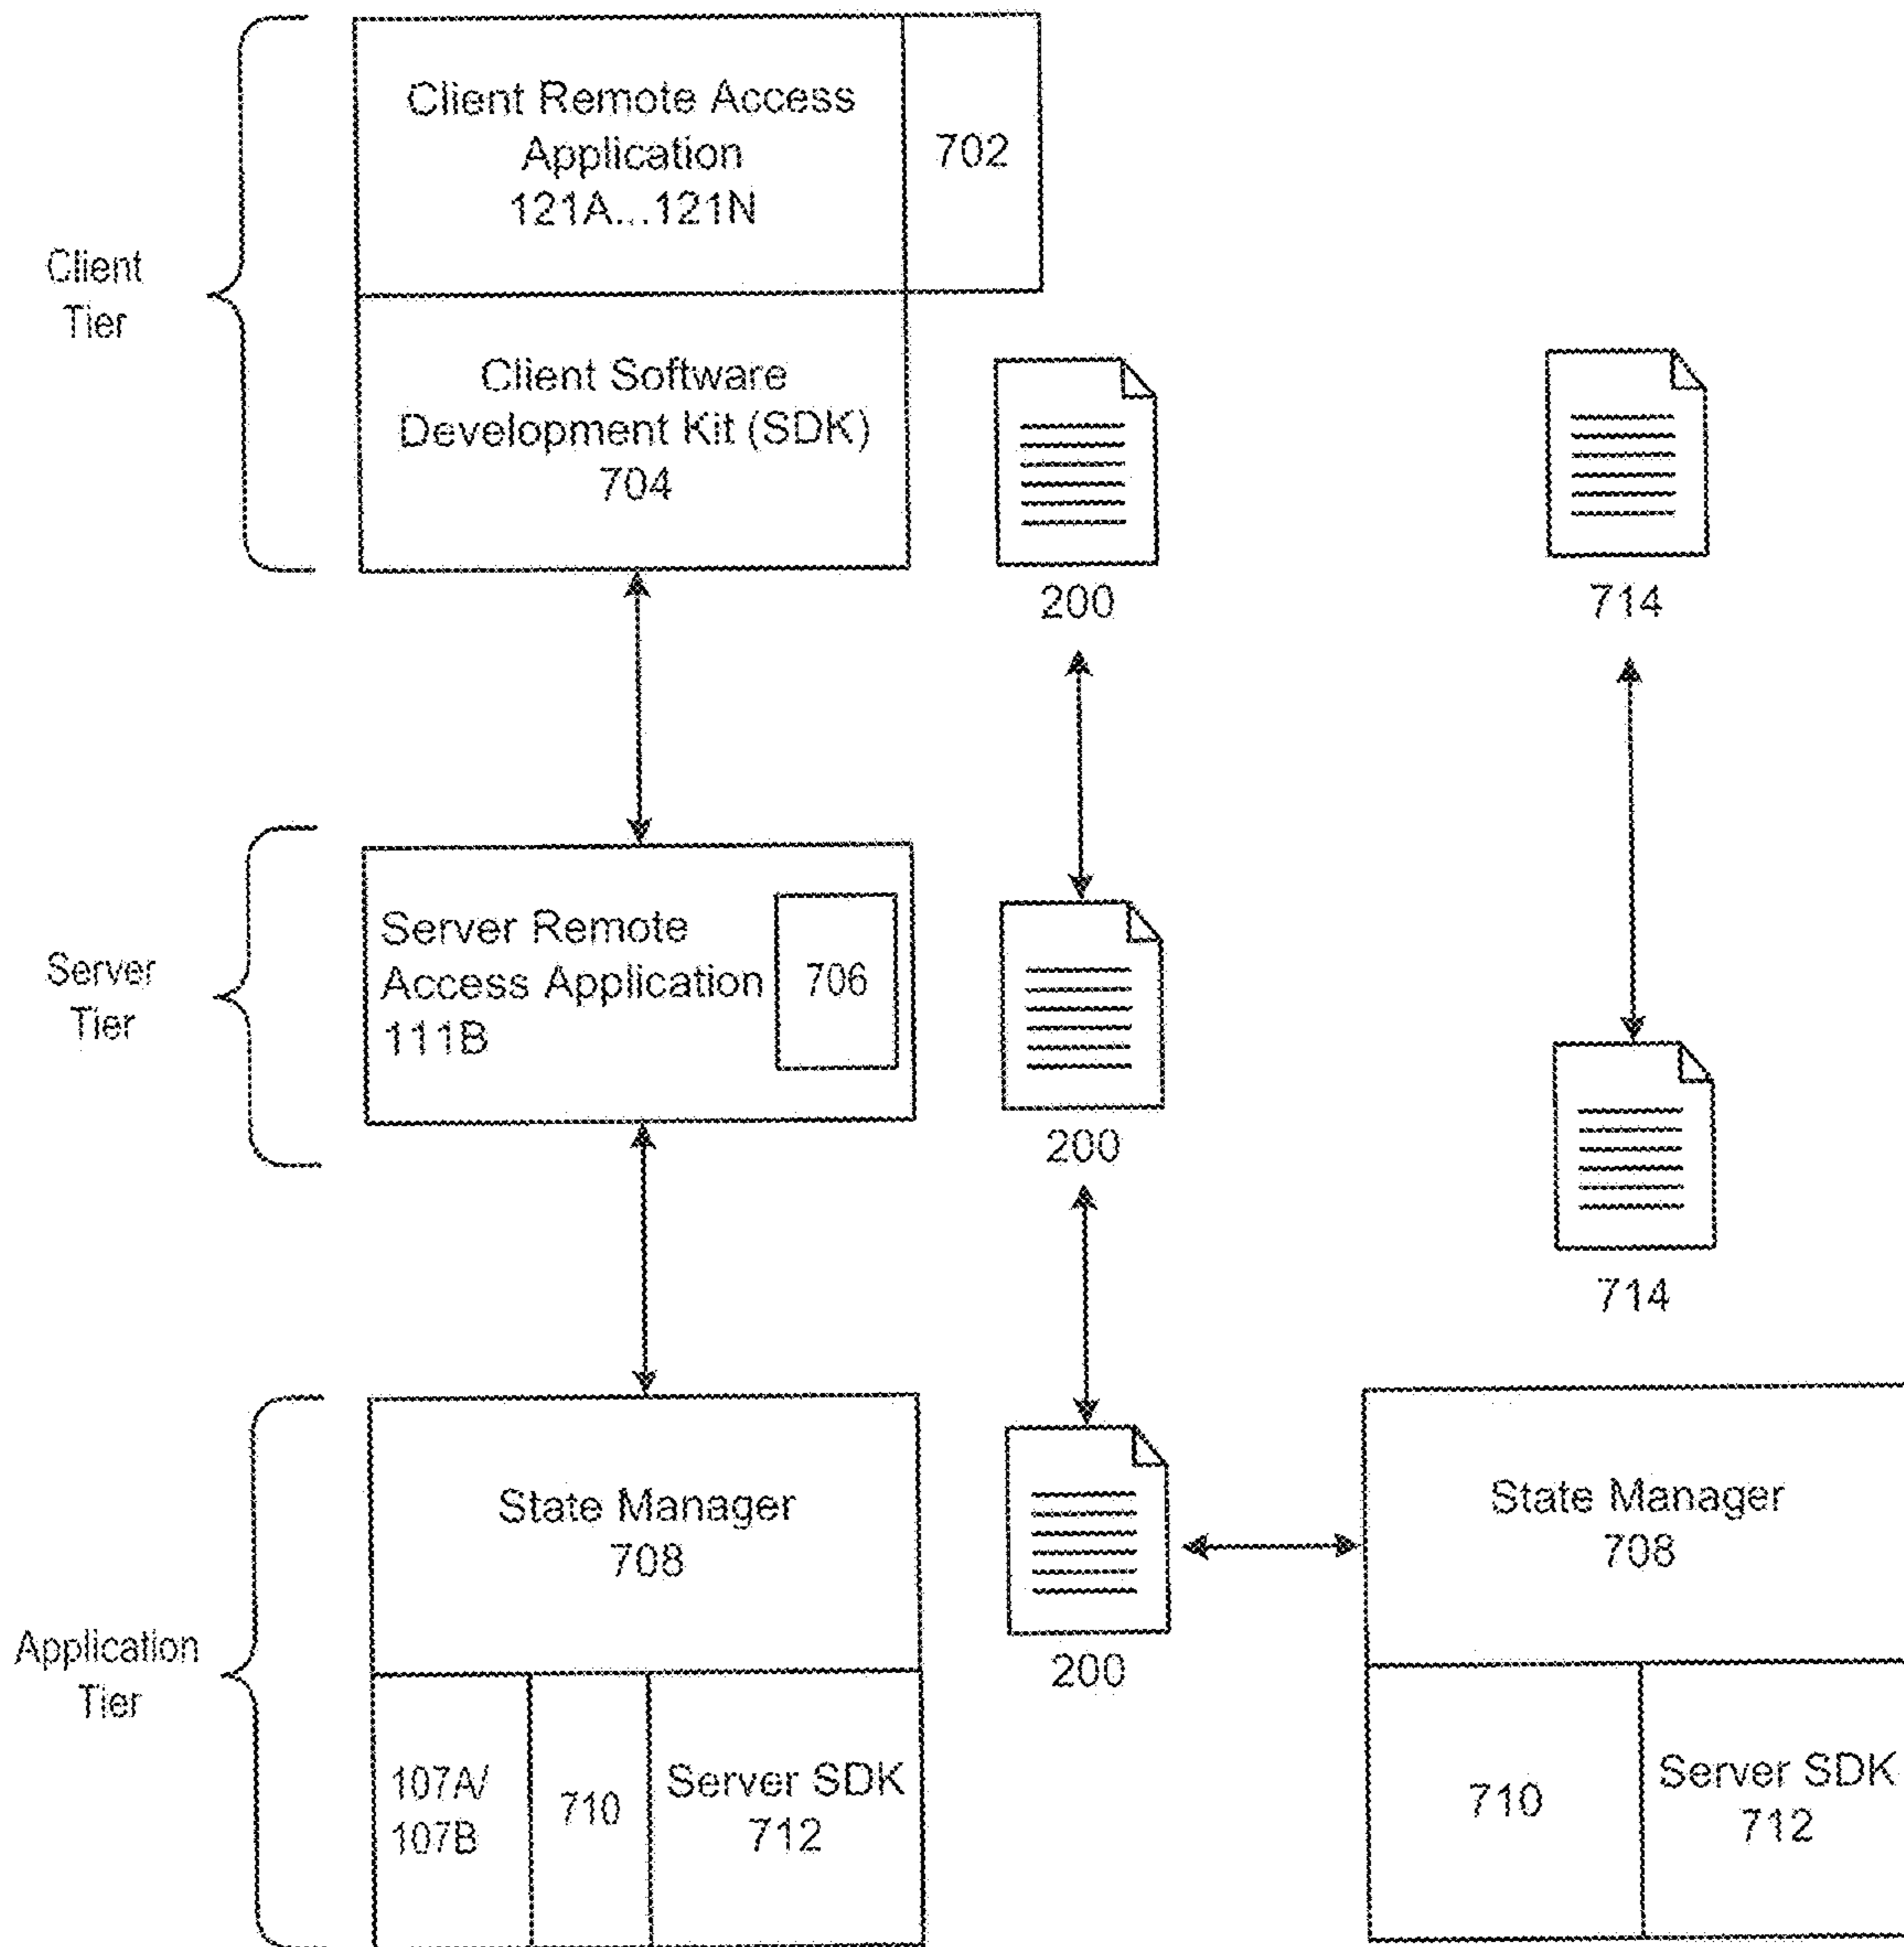 Client Remote Access
Application
121A...121N
702
Client
Tier
Client Software
Development Kit (SDK)
704
200
714
Server Remote
Access Application
111B
706
Server
Tier
200
714
State Manager
708
200
State Manager
708
Application
Tier
107A/
107B
710
Server SDK
712
710
Server SDK
712